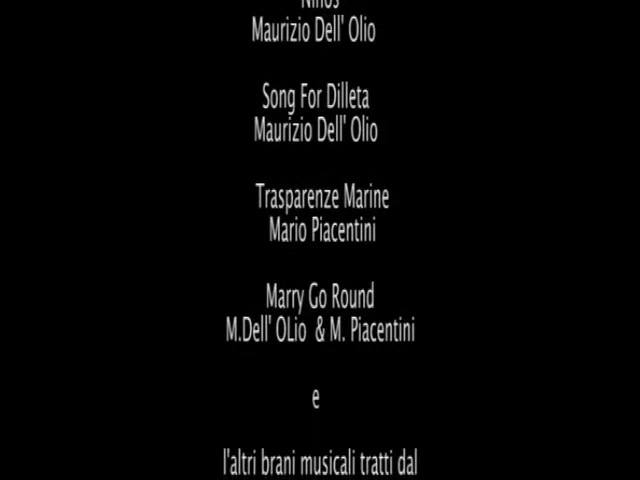 Ninos
Maurizio Dell' Olio
Song For Dilleta
Maurizio Dell' Olio
Trasparenze Marine
Mario Piacentini
Marry Go Round
M.Dell' OLio & M. Piacentini
e
l'altri brani musicali tratti dal